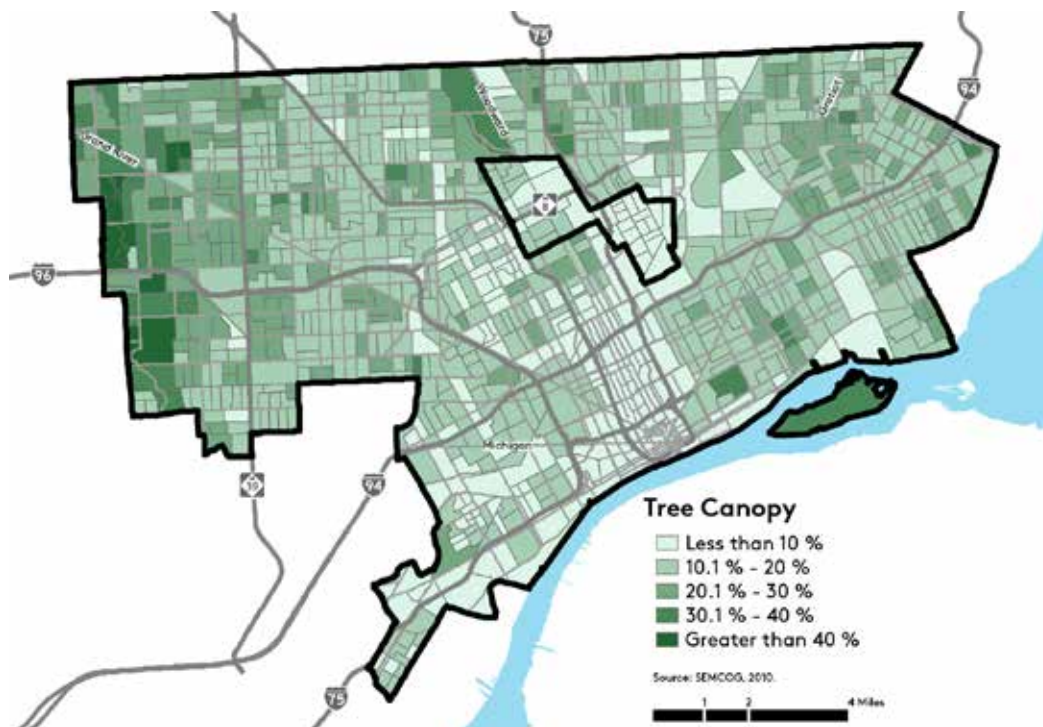 75
94
Woodward
Gratiot
Grand River
96
Michigan
94
75
Tree Canopy
Less than 10 %
10.1 % - 20 %
20.1 % - 30 %
30.1 % - 40 %
Greater than 40 %
Source: SEMCOG, 2010.
1 2 4 Miles